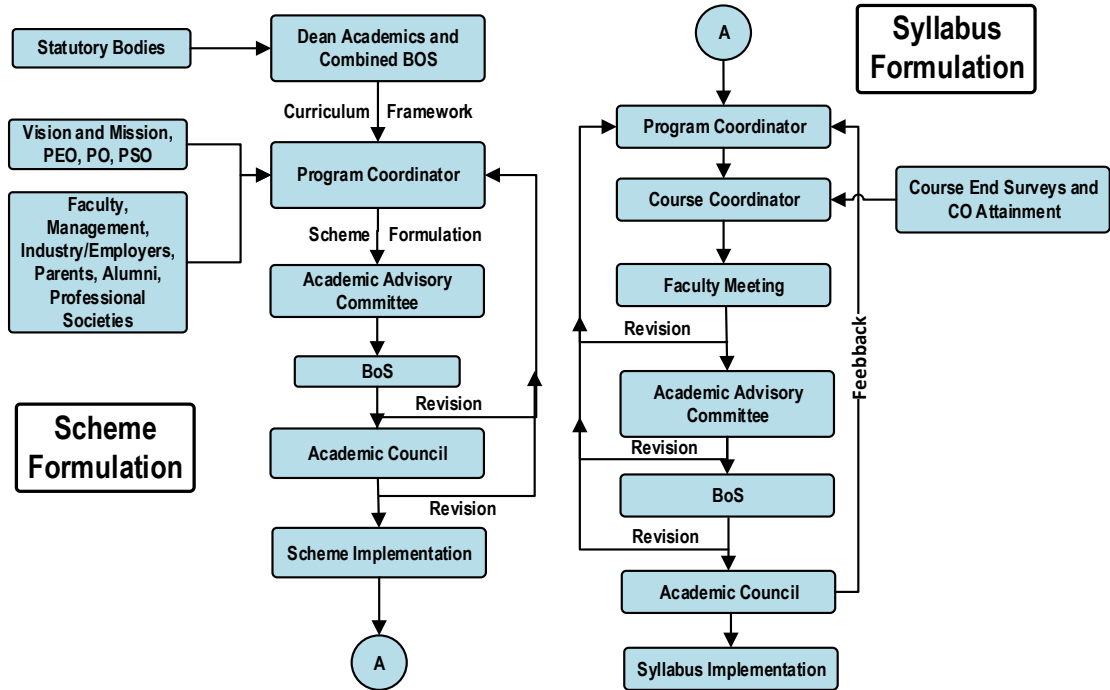 Statutory Bodies
Dean Academics and
Combined BOS
Curriculum Framework
Vision and Mission,
PEO, PO, PSO
Program Coordinator
Faculty,
Management,
Industry/Employers,
Parents, Alumni,
Professional
Societies
Scheme Formulation
Academic Advisory
Committee
BoS
Revision
Scheme
Formulation
Academic Council
Revision
Scheme Implementation
A
A
Syllabus
Formulation
Program Coordinator
Course Coordinator
Course End Surveys and
CO Attainment
Faculty Meeting
Revision
Feebback
Academic Advisory
Committee
Revision
BoS
Revision
Academic Council
Syllabus Implementation